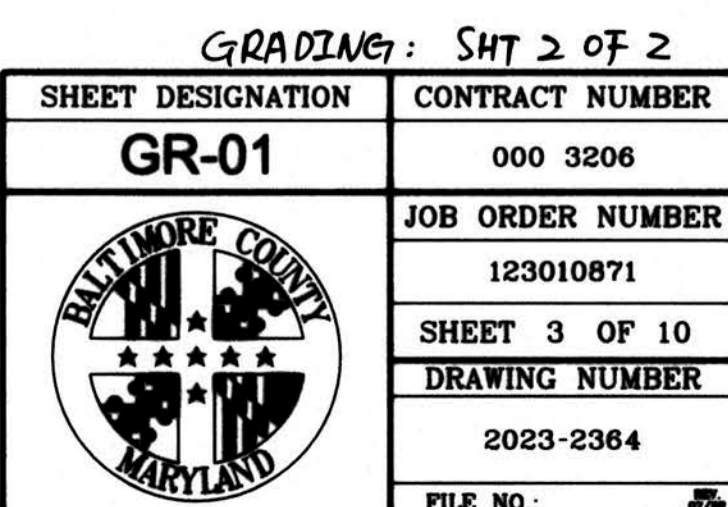 GRADING: SHT 2 OF 2
SHEET DESIGNATION
GR-01
CONTRACT NUMBER
000 3206
JOB ORDER NUMBER
123010871
SHEET 3 OF 10
DRAWING NUMBER
2023-2364
FILE NO.:
REV.
BALTIMORE COUNTY
MARYLAND